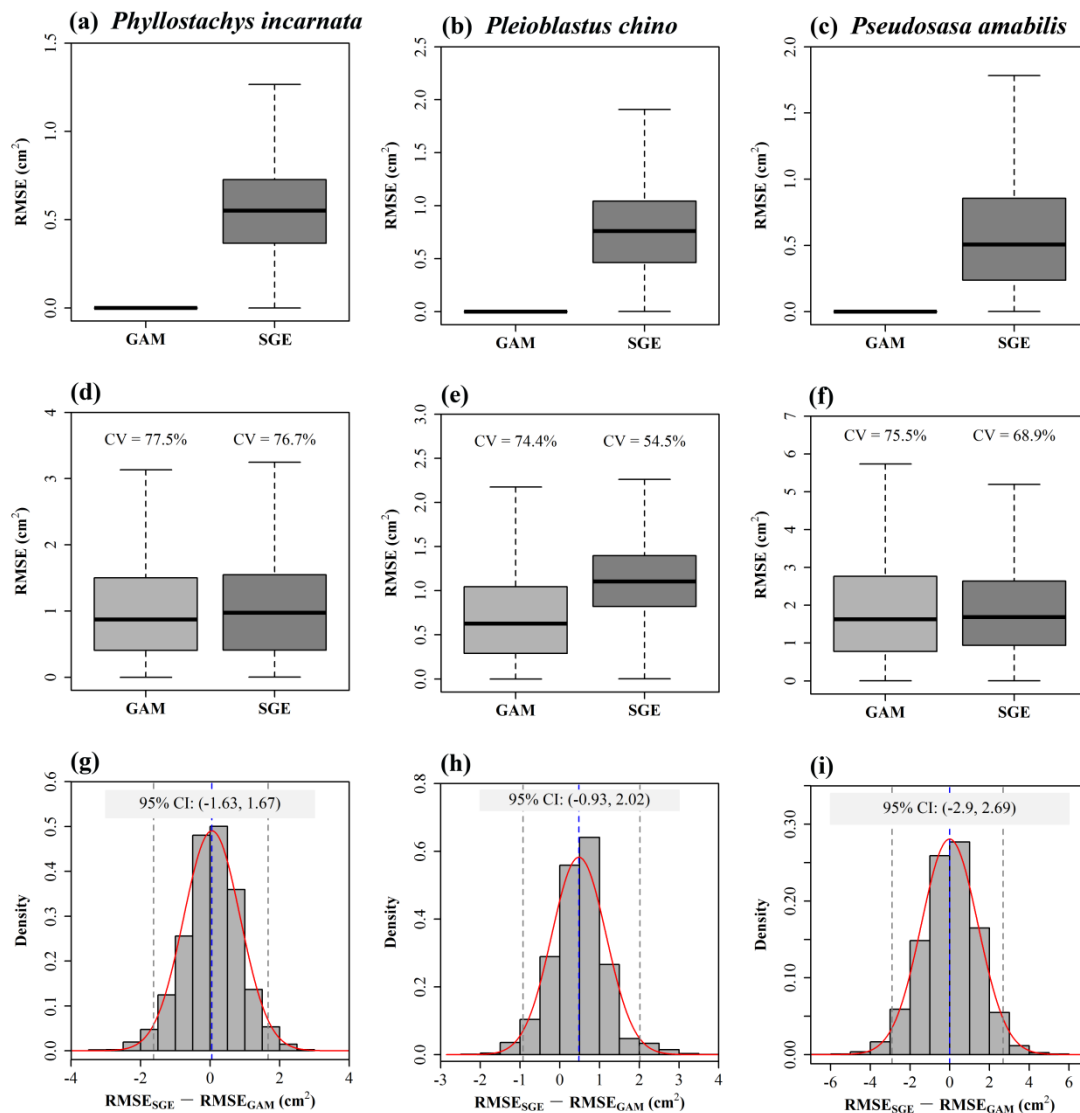 (a) Phyllostachys incarnata
(b) Pleioblastus chino
(c) Pseudosasa amabilis
RMSE (cm²)
0.0
0.5
1.0
1.5
GAM
SGE
RMSE (cm²)
0.0
0.5
1.0
1.5
2.0
2.5
GAM
SGE
RMSE (cm²)
0.0
0.5
1.0
1.5
2.0
GAM
SGE
(d)
RMSE (cm²)
0
1
2
3
4
CV = 77.5%
CV = 76.7%
GAM
SGE
(e)
RMSE (cm²)
0.0
0.5
1.0
1.5
2.0
2.5
3.0
CV = 74.4%
CV = 54.5%
GAM
SGE
(f)
RMSE (cm²)
0
1
2
3
4
5
6
7
CV = 75.5%
CV = 68.9%
GAM
SGE
(g)
Density
0.0
0.1
0.2
0.3
0.4
0.5
0.6
95% CI: (-1.63, 1.67)
-4
-2
0
2
4
RMSE_SGE − RMSE_GAM (cm²)
(h)
Density
0.0
0.2
0.4
0.6
0.8
95% CI: (-0.93, 2.02)
-3
-2
-1
0
1
2
3
4
RMSE_SGE − RMSE_GAM (cm²)
(i)
Density
0.00
0.10
0.20
0.30
95% CI: (-2.9, 2.69)
-6
-4
-2
0
2
4
6
RMSE_SGE − RMSE_GAM (cm²)